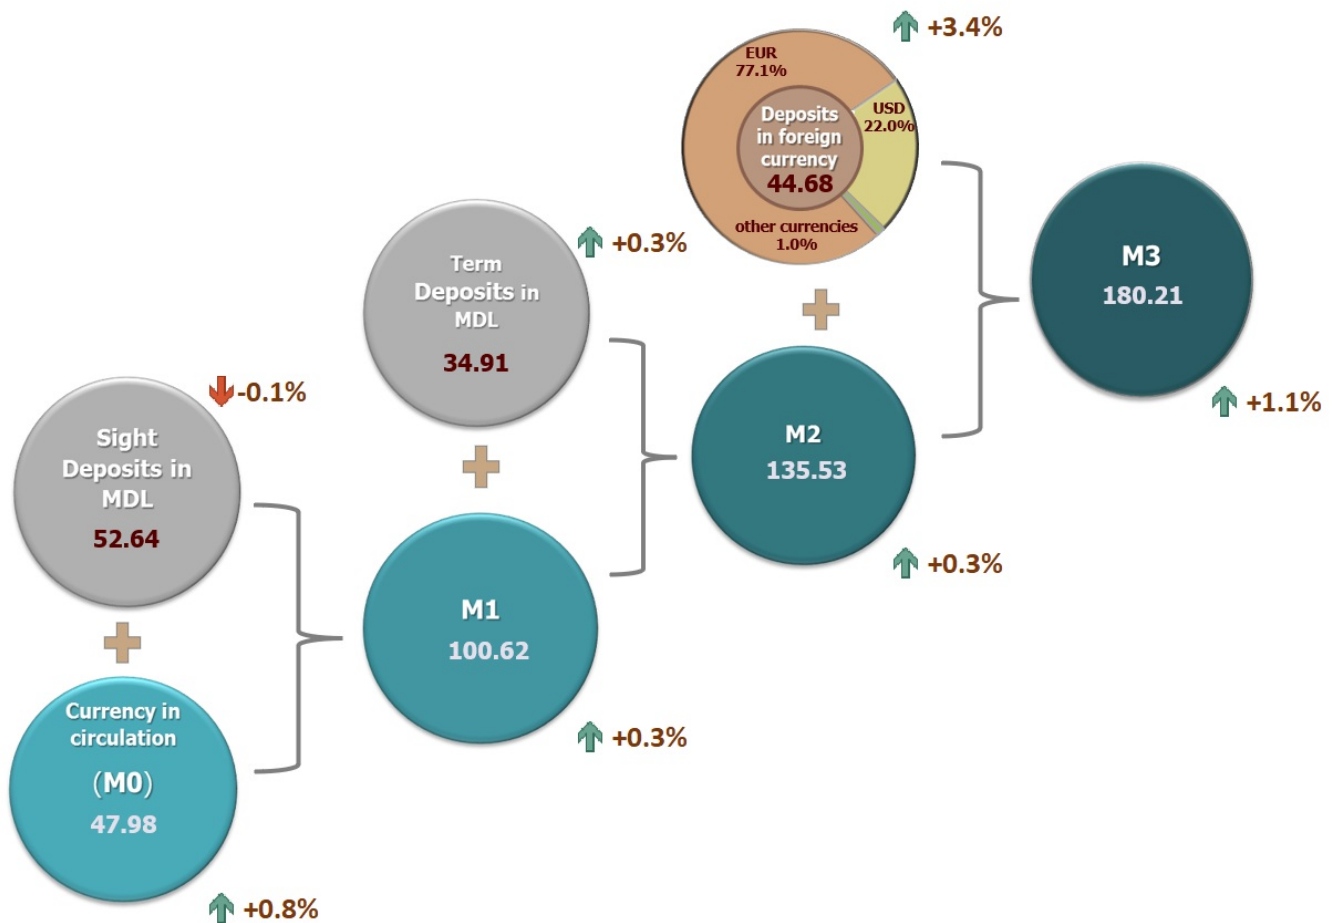 +3.4%
EUR
77.1%
USD
22.0%
Deposits
in foreign
currency
44.68
other currencies
1.0%
M3
180.21
+1.1%
+0.3%
Term
Deposits in
MDL
34.91
M2
135.53
+0.3%
-0.1%
Sight
Deposits in
MDL
52.64
M1
100.62
+0.3%
Currency in
circulation
(M0)
47.98
+0.8%